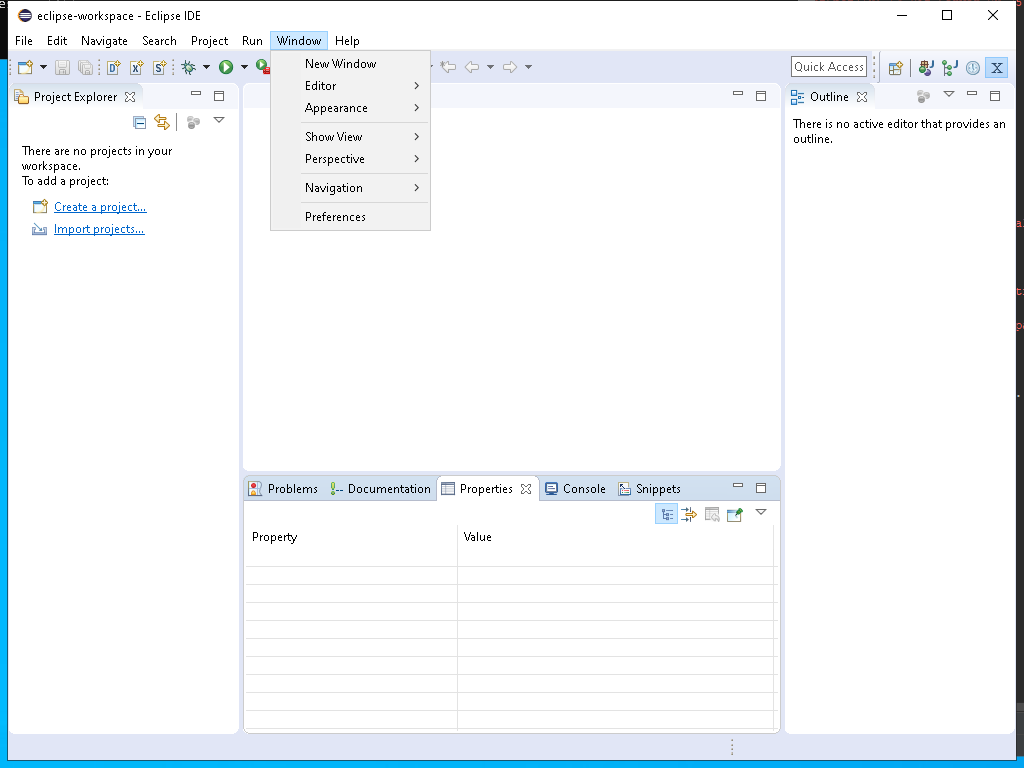 eclipse-workspace - Eclipse IDE
File Edit Navigate Search Project Run Window Help
New Window
Editor
Appearance
Show View
Perspective
Navigation
Preferences
Quick Access
Project Explorer
There are no projects in your
workspace.
To add a project:
Create a project...
Import projects...
Outline
There is no active editor that provides an
outline.
Problems Documentation Properties Console Snippets
Property Value